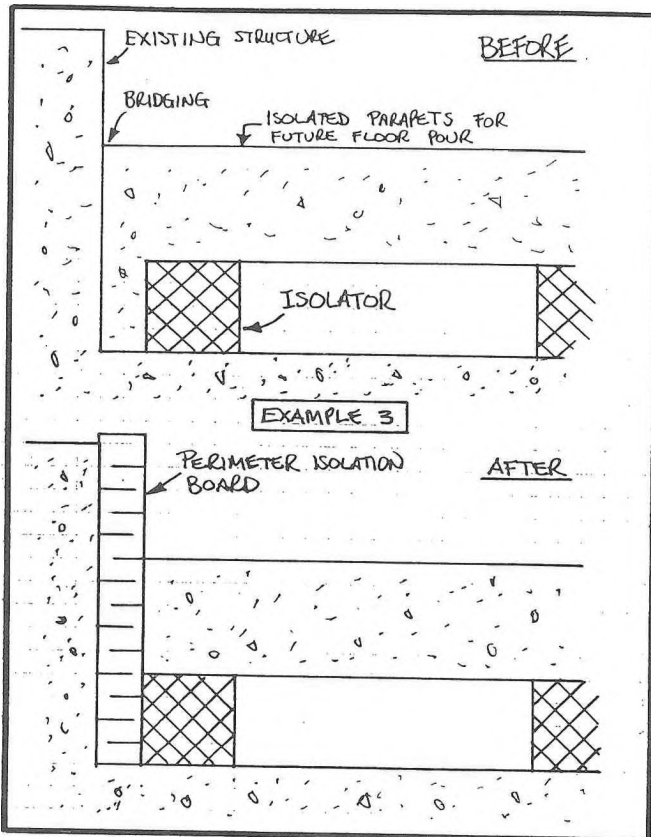 EXISTING STRUCTURE
BEFORE
BRIDGING
ISOLATED PARAPETS FOR
FUTURE FLOOR POUR
ISOLATOR
EXAMPLE 3
PERIMETER ISOLATION
BOARD
AFTER